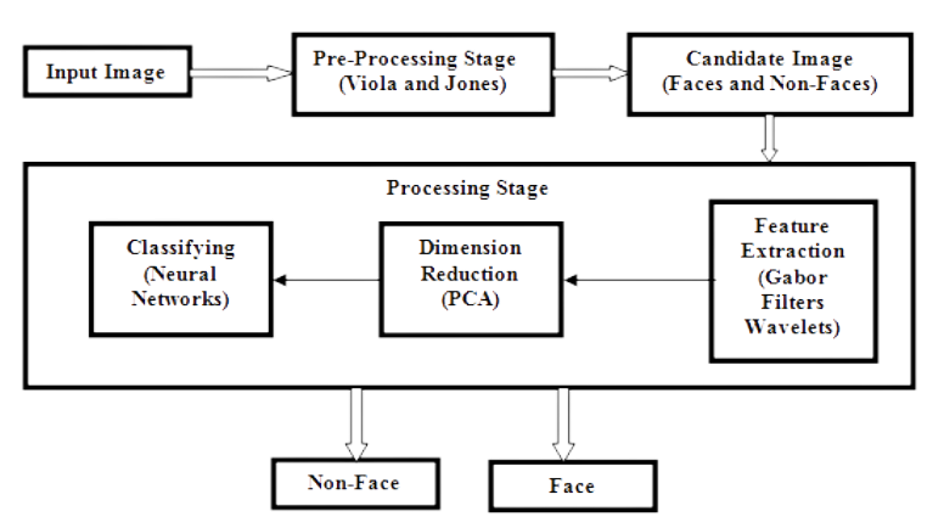 Input Image
Pre-Processing Stage
(Viola and Jones)
Candidate Image
(Faces and Non-Faces)
Processing Stage
Classifying
(Neural
Networks)
Dimension
Reduction
(PCA)
Feature
Extraction
(Gabor
Filters
Wavelets)
Non-Face
Face